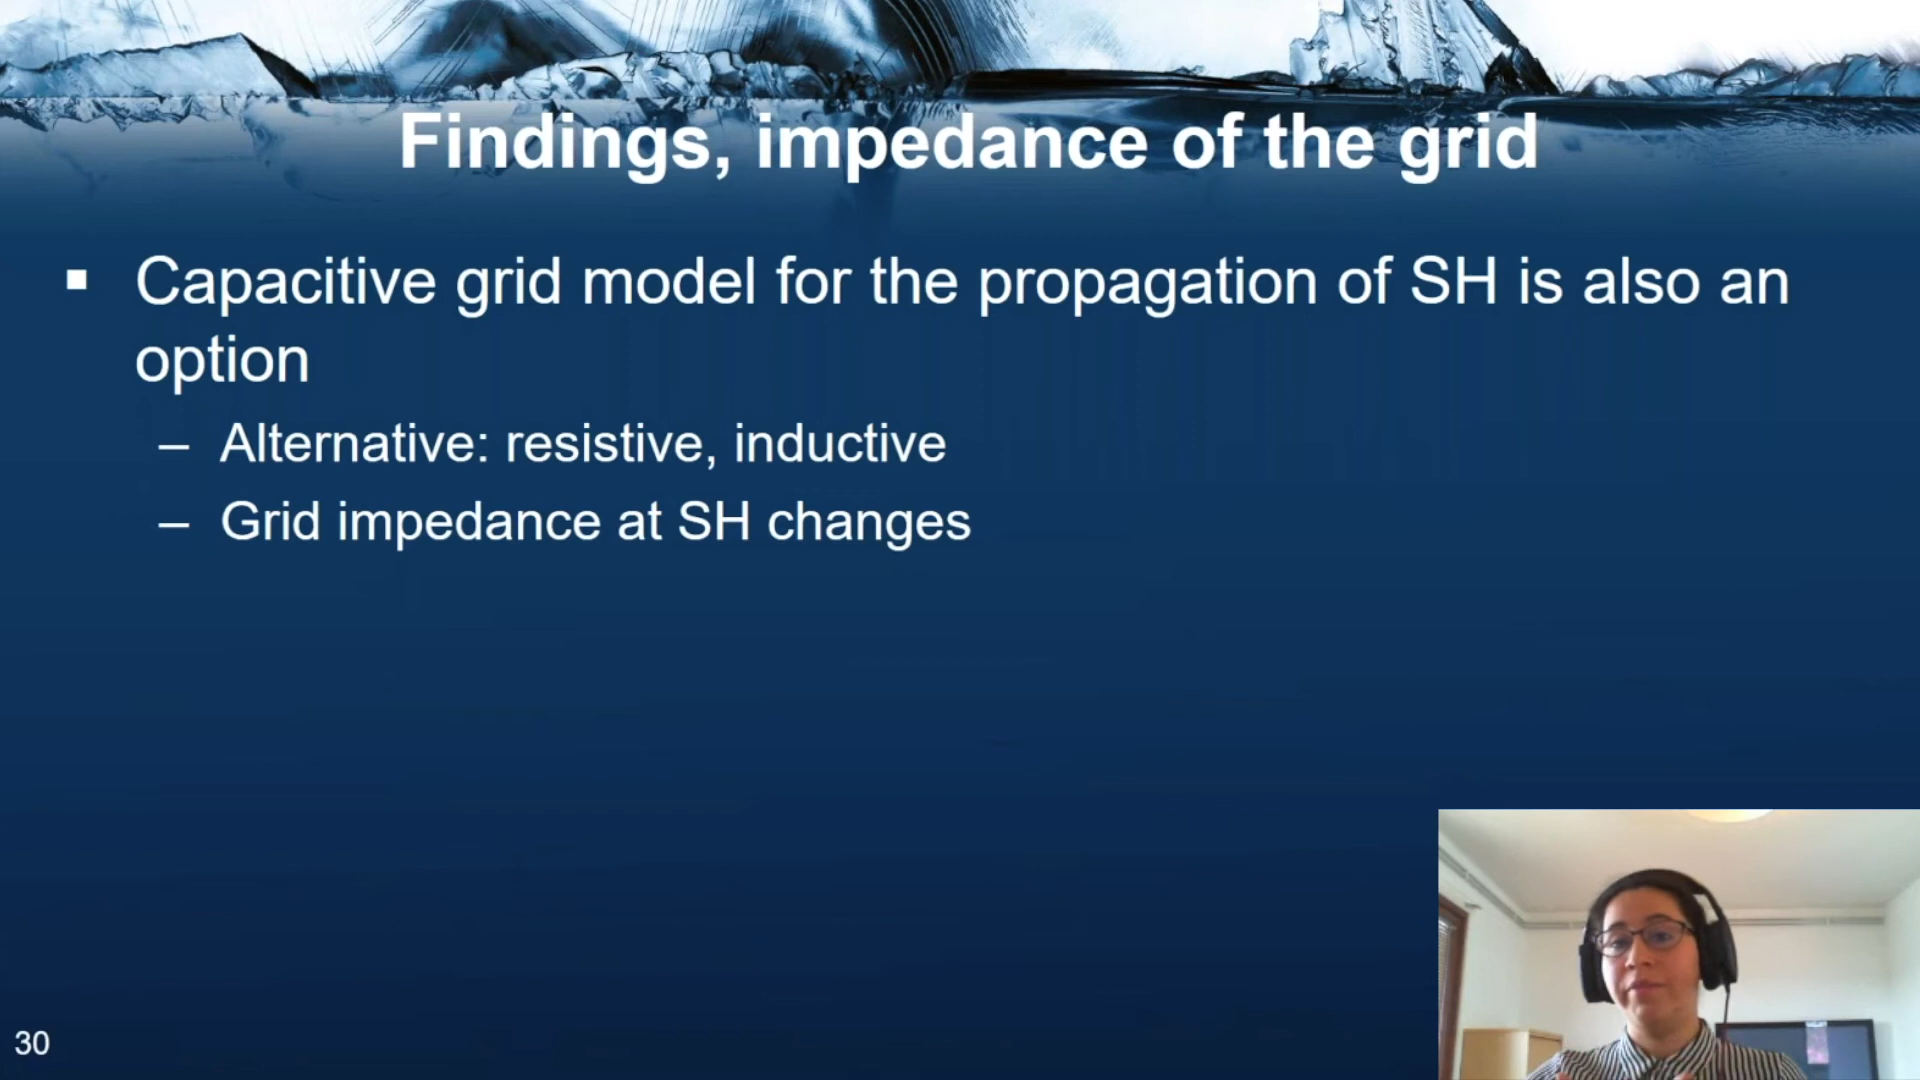 Findings, impedance of the grid
▪ Capacitive grid model for the propagation of SH is also an
option
– Alternative: resistive, inductive
– Grid impedance at SH changes
30